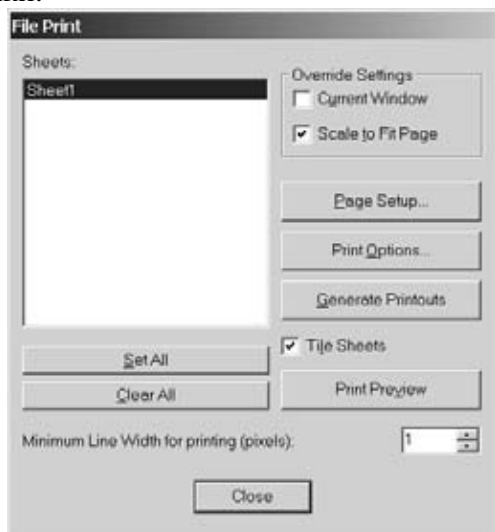 File Print
Sheets:
Sheet1
Override Settings
Current Window
Scale to Fit Page
Page Setup...
Print Options...
Generate Printouts
Tile Sheets
Set All
Clear All
Print Preview
Minimum Line Width for printing (pixels):
1
Close